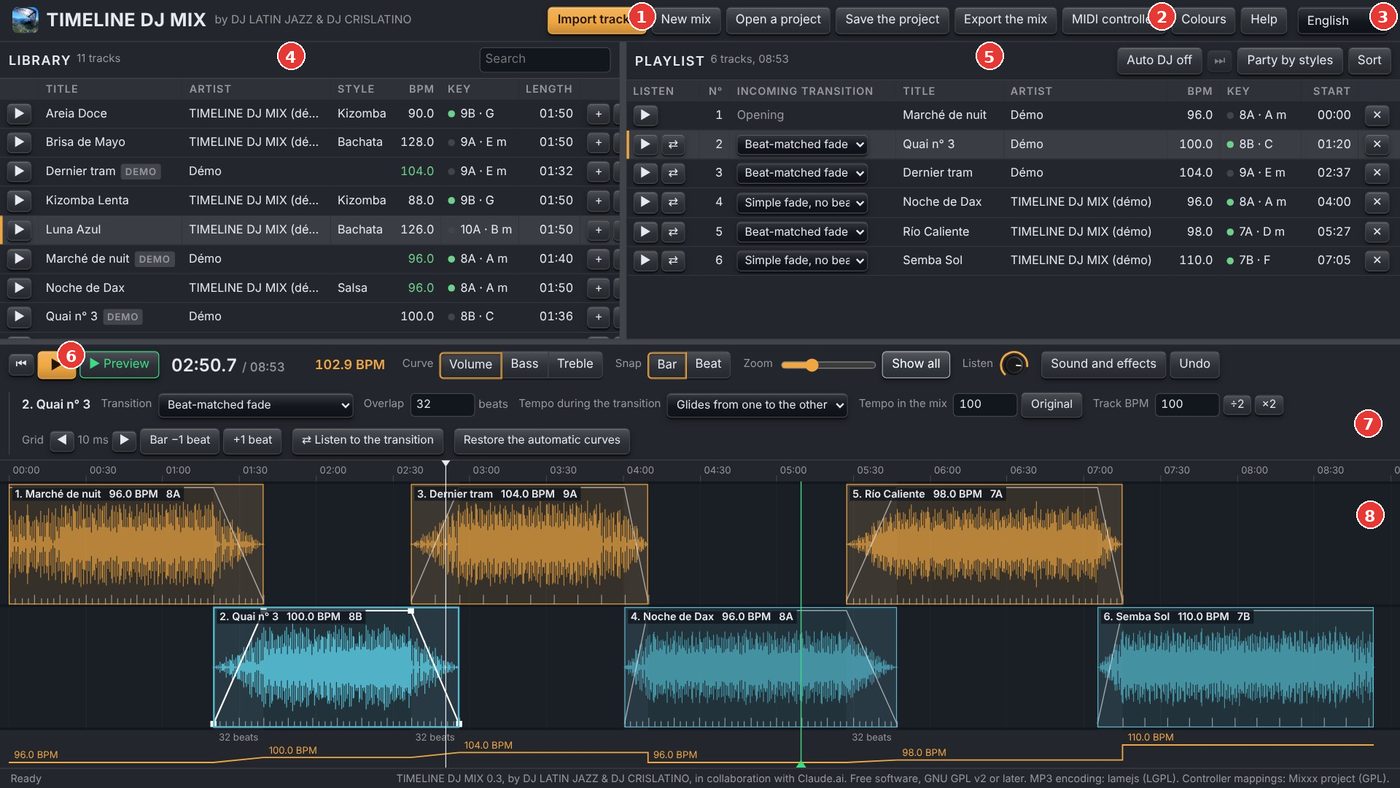 TIMELINE DJ MIX by DJ LATIN JAZZ & DJ CRISLATINO
Import 1 New mix Open a project Save the project Export the mix MIDI 2 Colours Help English 3
LIBRARY 11 tracks 4 Search
TITLE ARTIST STYLE BPM KEY LENGTH
Areia Doce TIMELINE DJ MIX (dé... Kizomba 90.0 9B · G 01:50 +
Brisa de Mayo TIMELINE DJ MIX (dé... Bachata 128.0 9A · E m 01:50 +
Dernier tram DEMO Démo 104.0 9A · E m 01:32 +
Kizomba Lenta TIMELINE DJ MIX (dé... Kizomba 88.0 9B · G 01:50 +
Luna Azul TIMELINE DJ MIX (dé... Bachata 126.0 10A · B m 01:50 +
Marché de nuit DEMO Démo 96.0 8A · A m 01:40 +
Noche de Dax TIMELINE DJ MIX (dé... Salsa 96.0 8A · A m 01:50 +
Quai n° 3 DEMO Démo 100.0 8B · C 01:36 +
PLAYLIST 6 tracks, 08:53 5 Auto DJ off Party by styles Sort
LISTEN N° INCOMING TRANSITION TITLE ARTIST BPM KEY START
1 Opening Marché de nuit Démo 96.0 8A · A m 00:00 ×
2 Beat-matched fade Quai n° 3 Démo 100.0 8B · C 01:20 ×
3 Beat-matched fade Dernier tram Démo 104.0 9A · E m 02:37 ×
4 Simple fade, no bea Noche de Dax TIMELINE DJ MIX (démo) 96.0 8A · A m 04:00 ×
5 Beat-matched fade Río Caliente TIMELINE DJ MIX (démo) 98.0 7A · D m 05:27 ×
6 Simple fade, no bea Semba Sol TIMELINE DJ MIX (démo) 110.0 7B · F 07:05 ×
6 Preview 02:50.7 / 08:53 102.9 BPM Curve Volume Bass Treble Snap Bar Beat Zoom Show all Listen Sound and effects Undo
2. Quai n° 3 Transition Beat-matched fade Overlap 32 beats Tempo during the transition Glides from one to the other Tempo in the mix 100 Original Track BPM 100 ÷2 ×2
7
Grid 10 ms Bar −1 beat +1 beat ⇄ Listen to the transition Restore the automatic curves
00:00 00:30 01:00 01:30 02:00 02:30 03:00 03:30 04:00 04:30 05:00 05:30 06:00 06:30 07:00 07:30 08:00 08:30
1. Marché de nuit 96.0 BPM 8A 3. Dernier tram 104.0 BPM 9A 5. Río Caliente 98.0 BPM 7A
8
2. Quai n° 3 100.0 BPM 8B 4. Noche de Dax 96.0 BPM 8A 6. Semba Sol 110.0 BPM 7B
32 beats 32 beats 32 beats
96.0 BPM 100.0 BPM 104.0 BPM 96.0 BPM 98.0 BPM 110.0 BPM
Ready TIMELINE DJ MIX 0.3, by DJ LATIN JAZZ & DJ CRISLATINO, in collaboration with Claude.ai. Free software, GNU GPL v2 or later. MP3 encoding: lamejs (LGPL). Controller mappings: Mixxx project (GPL).